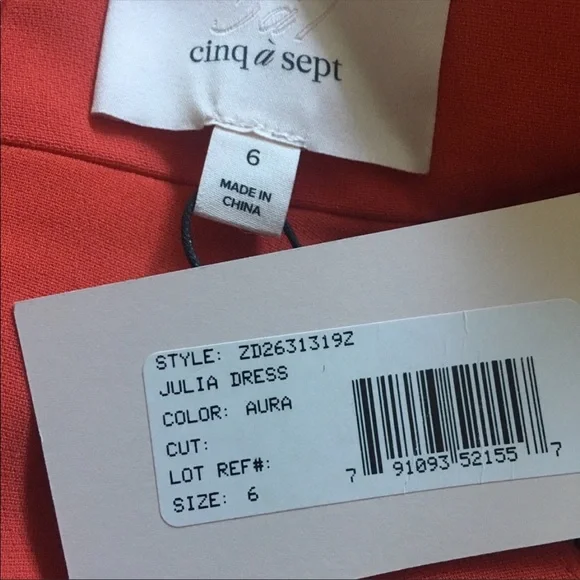 5à7
cinq à sept
6
MADE IN
CHINA
STYLE: ZD2631319Z
JULIA DRESS
COLOR: AURA
CUT:
LOT REF#:
SIZE: 6
7 91093 52155 7